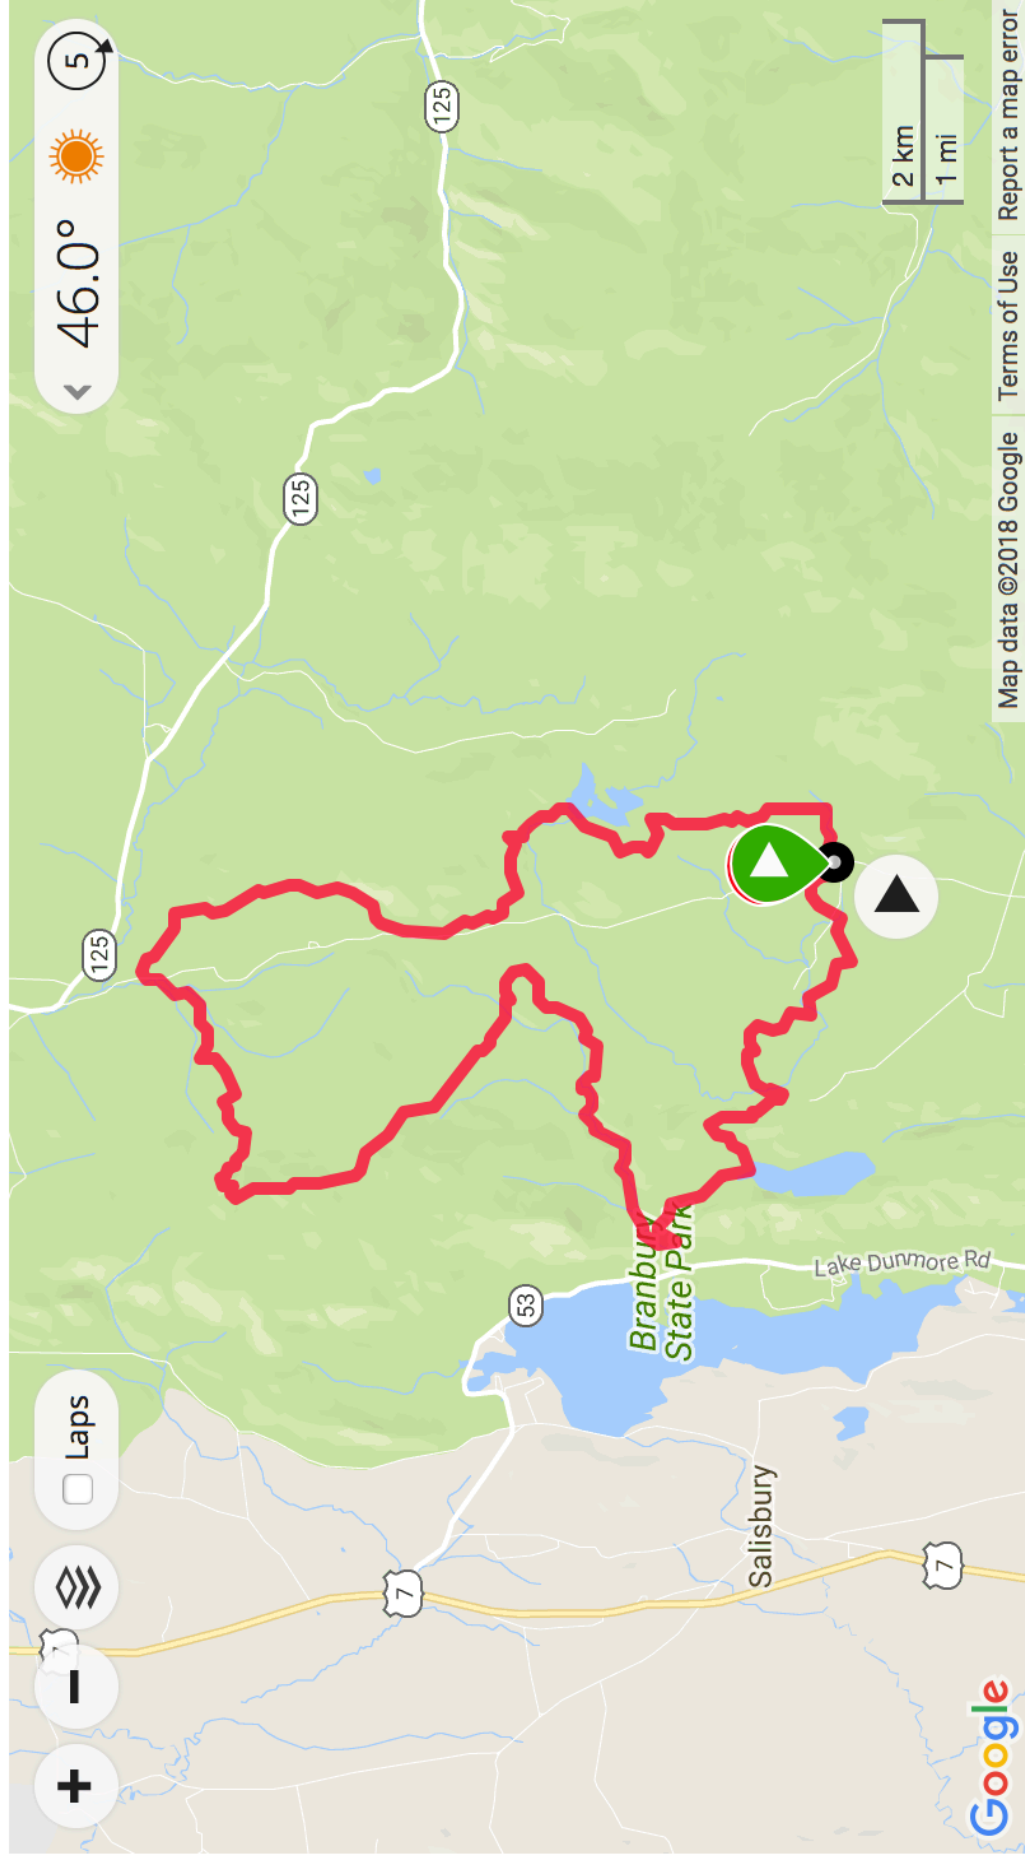 Laps
46.0°
5
7
125
125
125
7
53
Branbury
State Park
Lake Dunmore Rd
Salisbury
7
2 km
1 mi
Google
Map data ©2018 Google
Terms of Use
Report a map error